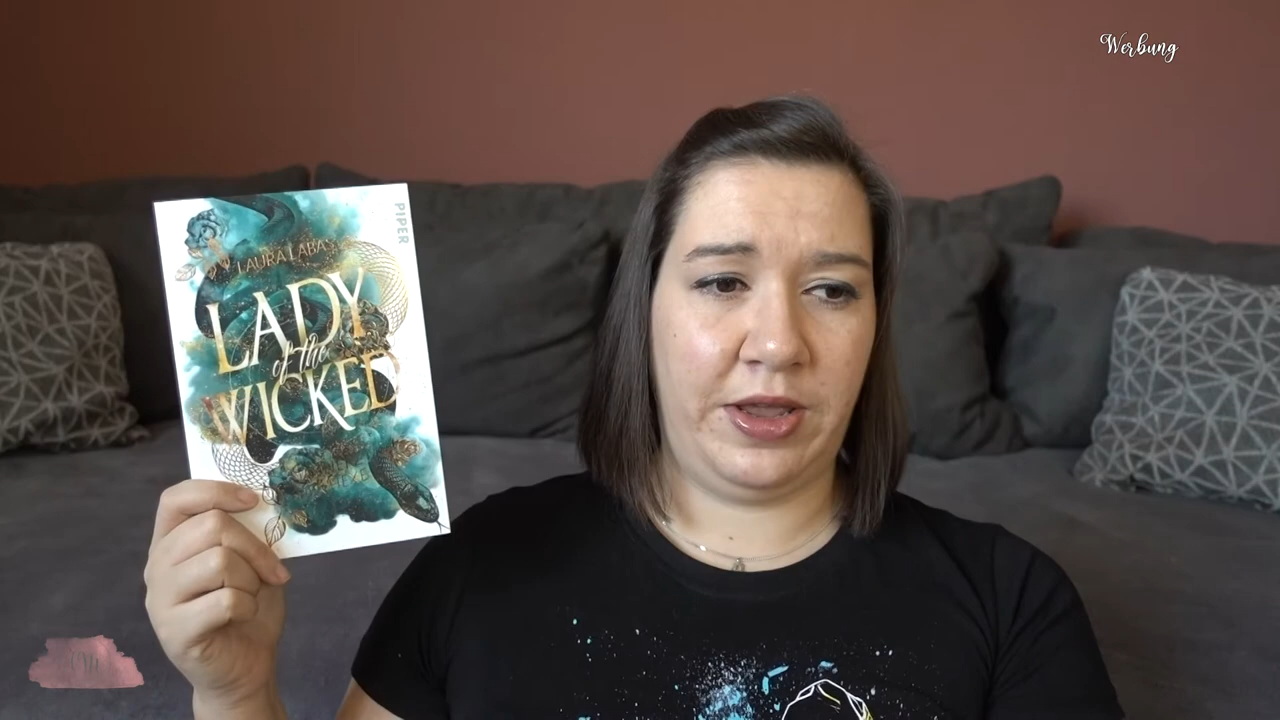 Werbung
PIPER
LAURA LABAS
LADY
of the
WICKED